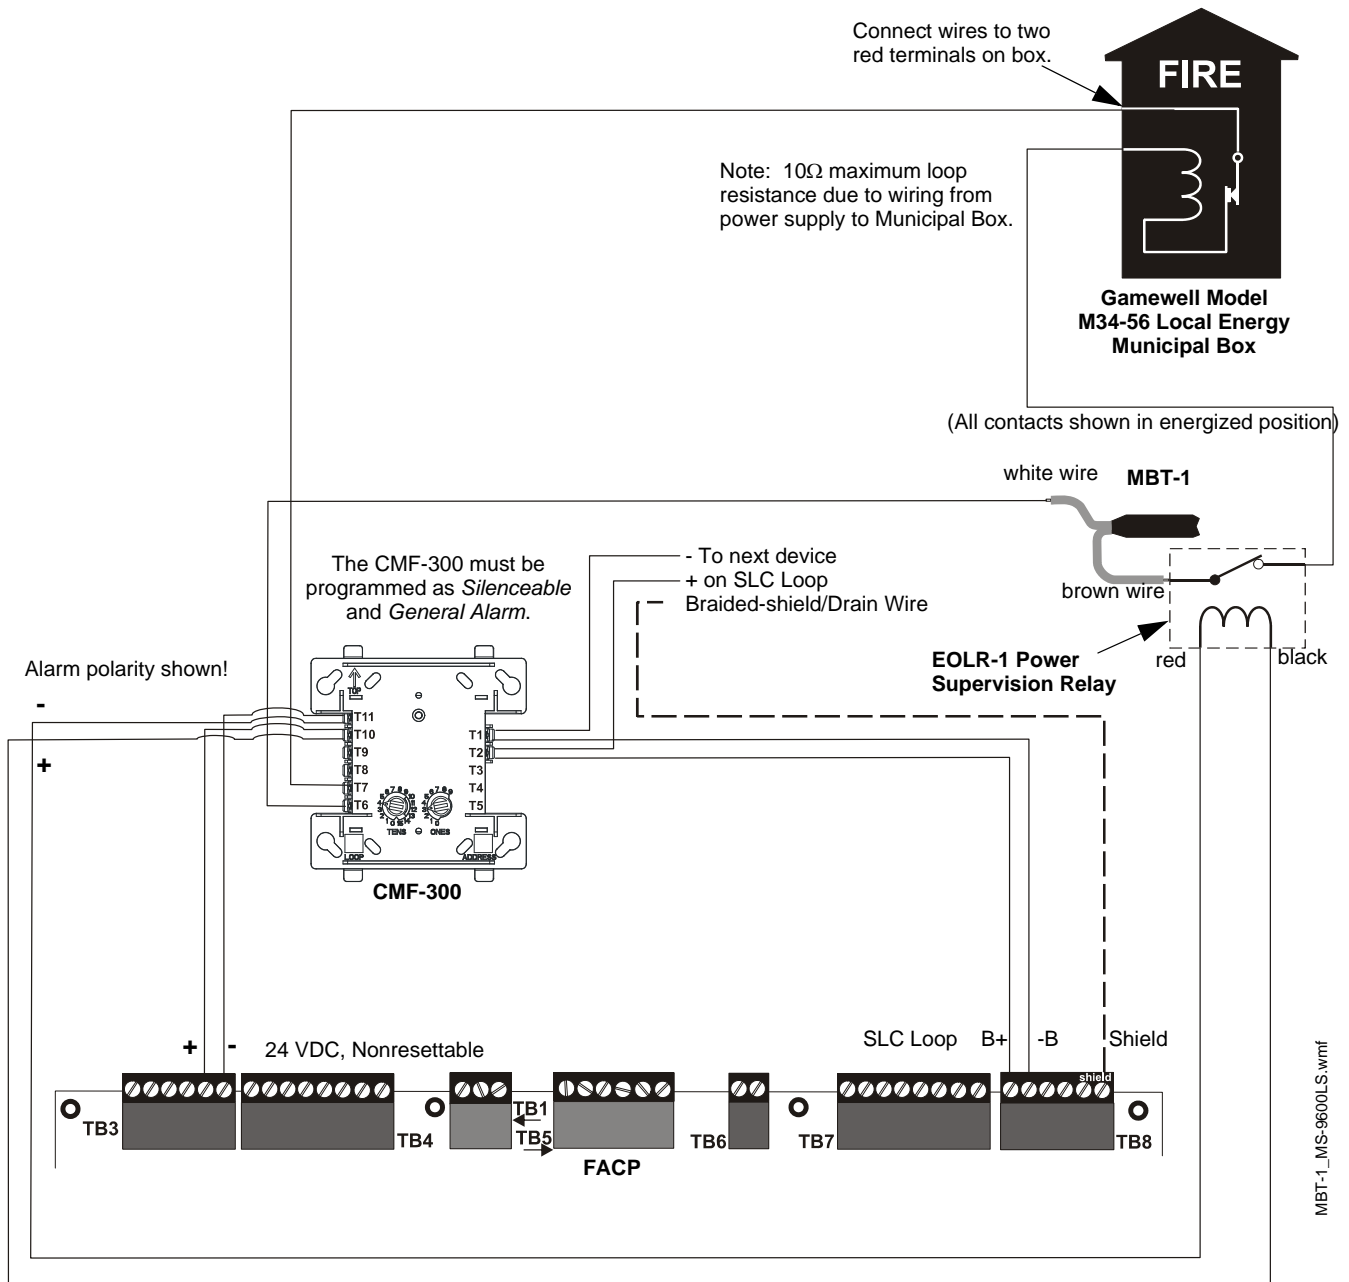 Connect wires to two
red terminals on box.
FIRE
Note: 10Ω maximum loop
resistance due to wiring from
power supply to Municipal Box.
Gamewell Model
M34-56 Local Energy
Municipal Box
(All contacts shown in energized position)
white wire
MBT-1
brown wire
EOLR-1 Power
Supervision Relay
red
black
- To next device
+ on SLC Loop
Braided-shield/Drain Wire
The CMF-300 must be
programmed as Silenceable
and General Alarm.
Alarm polarity shown!
-
+
TOP
T11
T10
T9
T8
T7
T6
T1
T2
T3
T4
T5
TENS
ONES
LOOP
ADDRESS
CMF-300
+ -
24 VDC, Nonresettable
SLC Loop B+ -B Shield
shield
TB3
TB4
TB1
TB5
TB6
TB7
TB8
FACP
MBT-1_MS-9600LS.wmf